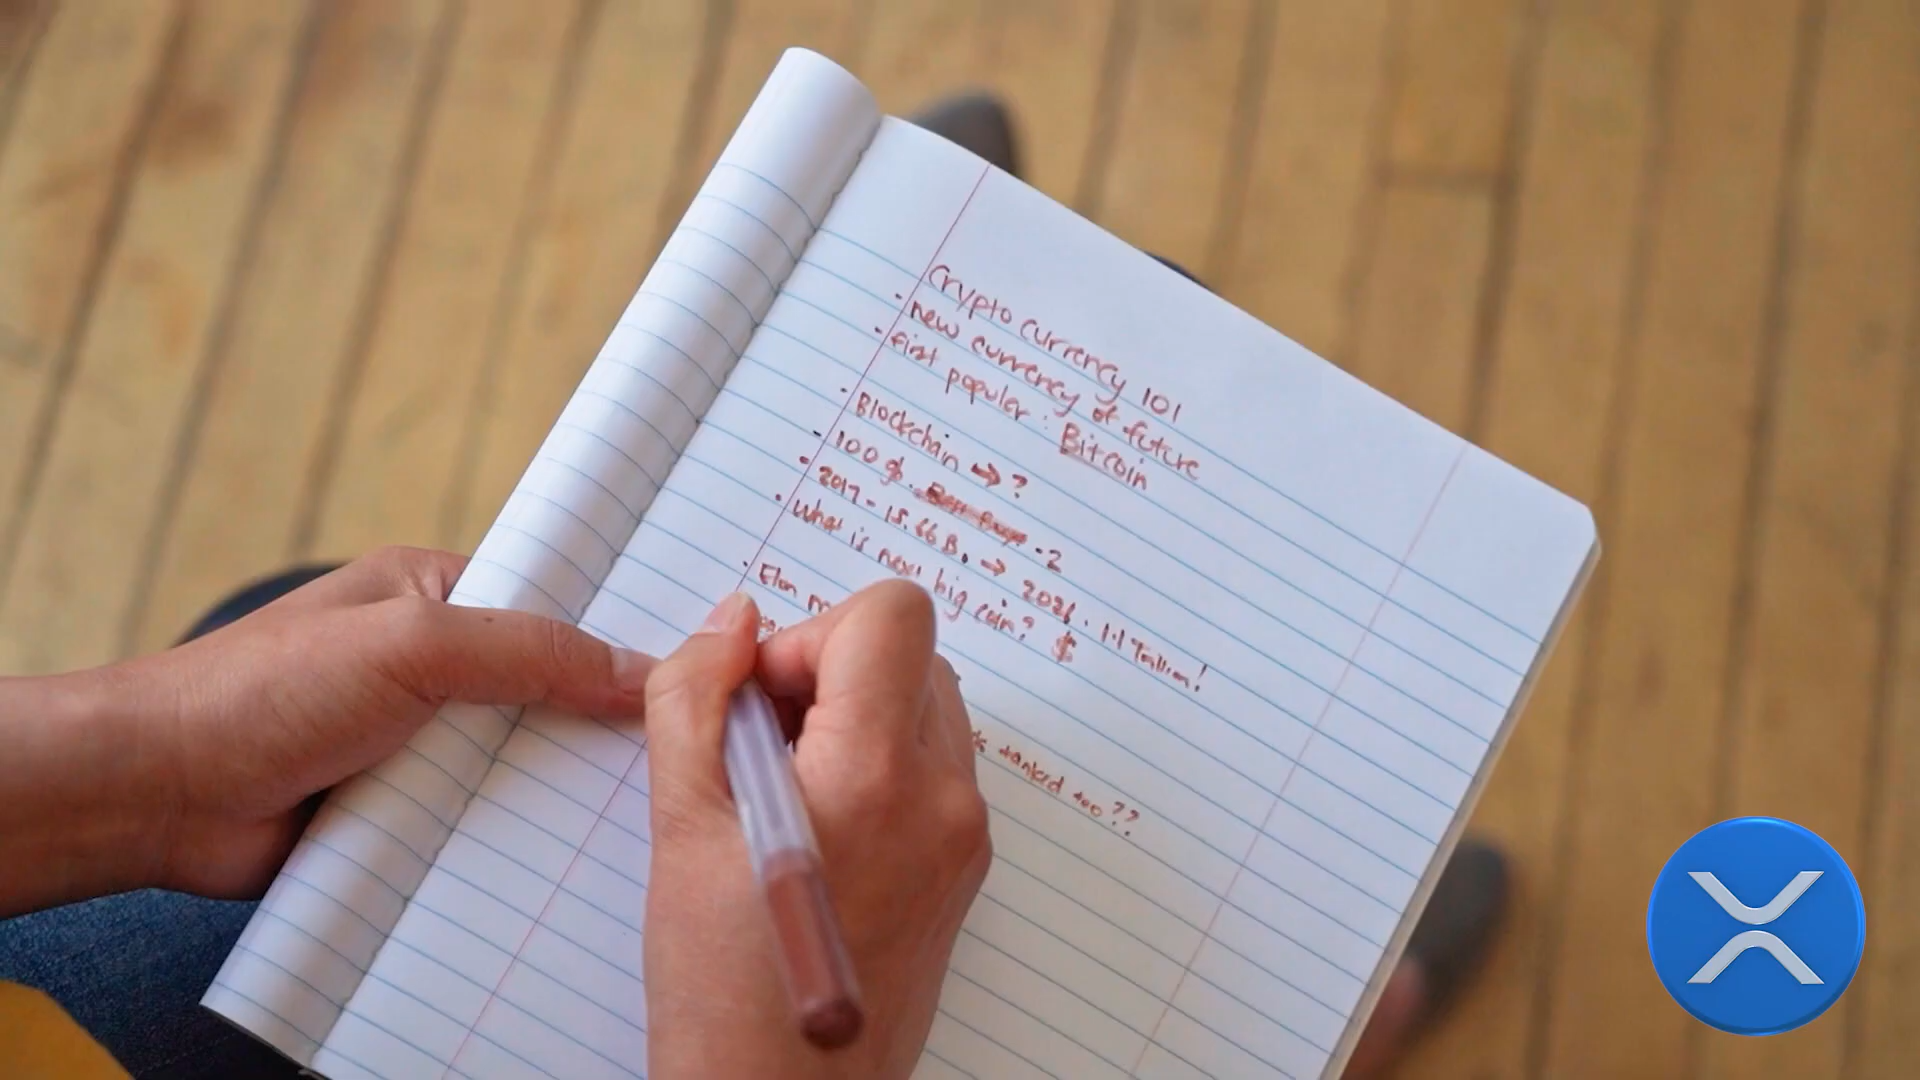 Crypto Currency 101
- new currency of future
- first popular : Bitcoin
- Blockchain → ?
- 100 -2
- 2017 - 15.66 B. → 2021. 1.1 Trillion!
- What is next big coin? $
- Elon
tanked too ??